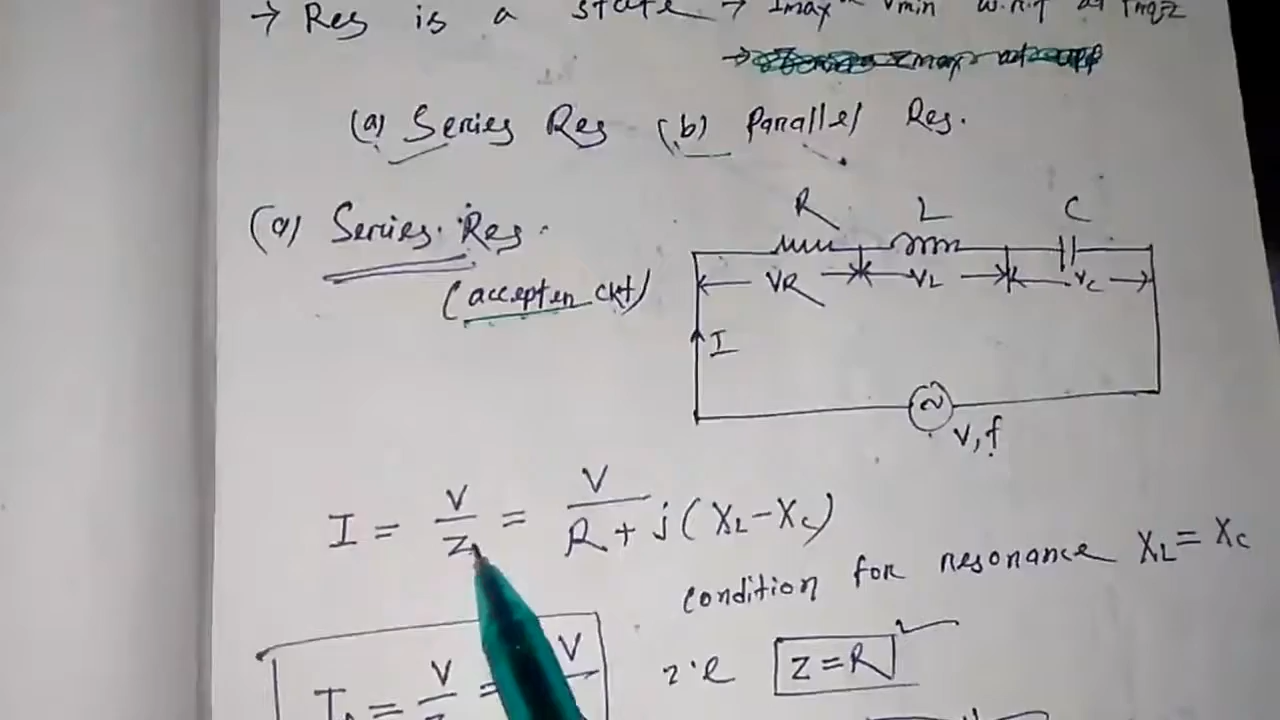 → Res is a state → Imax Vmin w.r.t
(a) Series Res (b) Parallel Res.
(a) Series. Res.
(accepter ckt)
R L C
VR VL VC
I
V, f
I = V/Z = V/(R + j(XL - XC)
condition for resonance XL = XC
V V
I = =
i.e Z = R